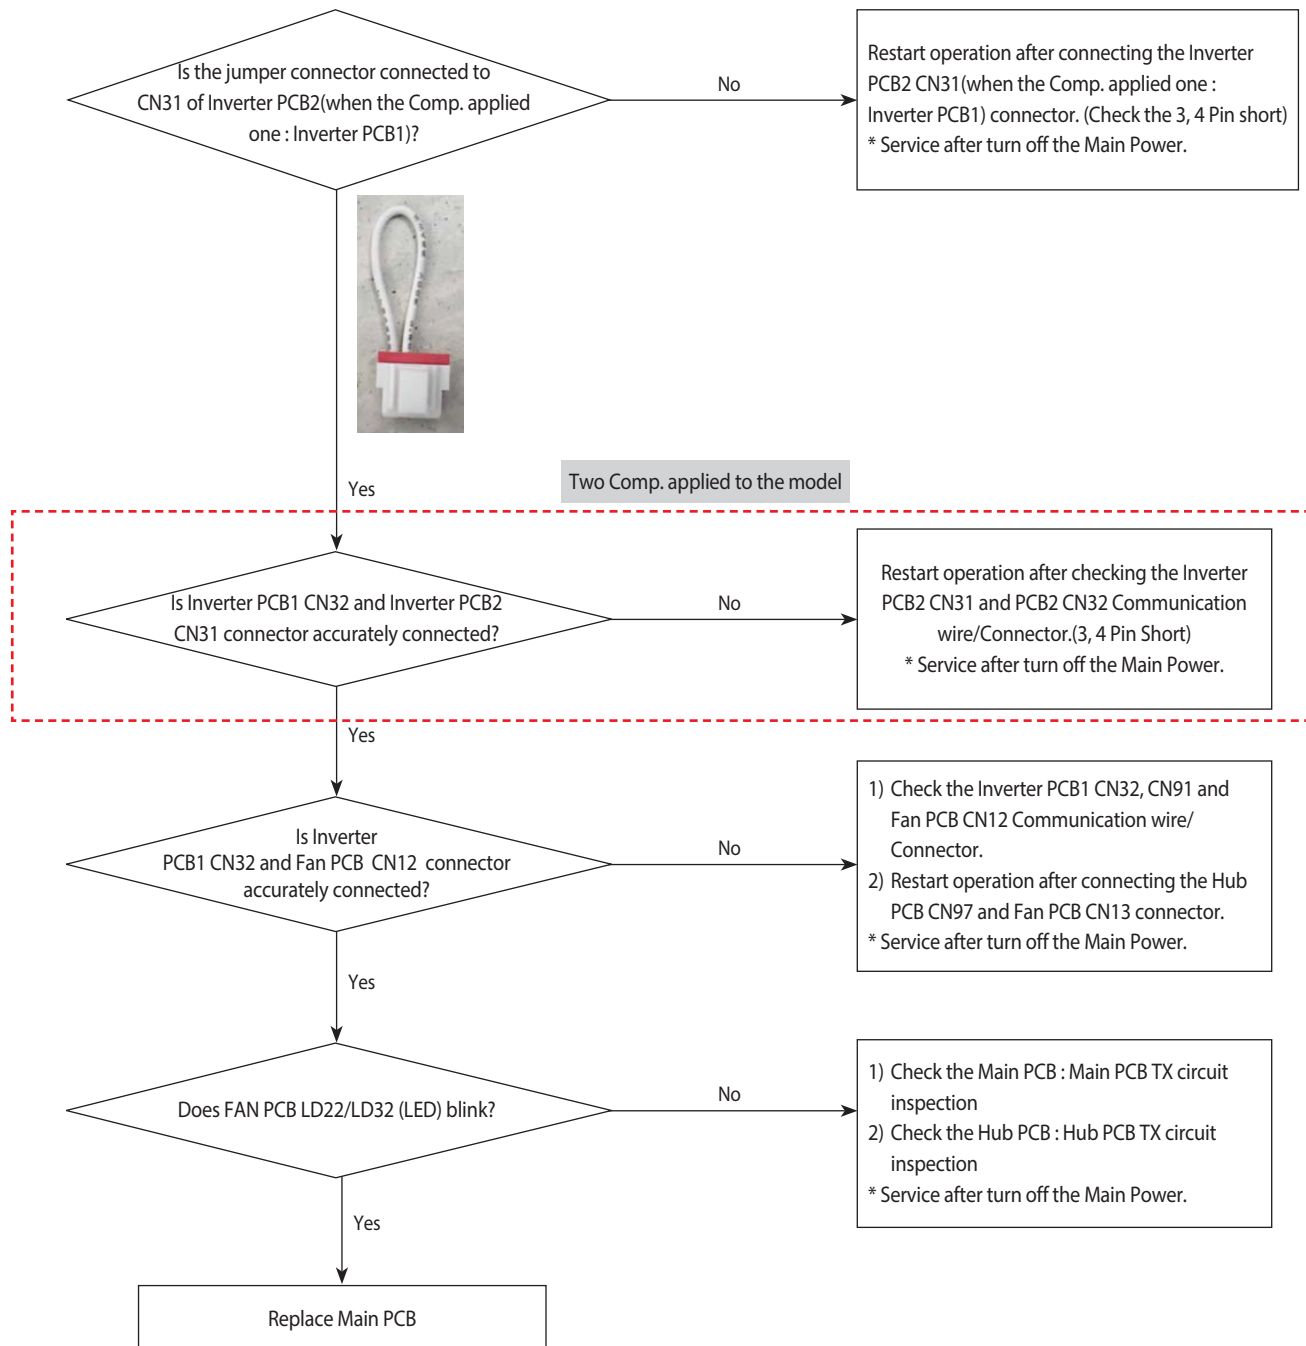 Is the jumper connector connected to
CN31 of Inverter PCB2(when the Comp. applied
one : Inverter PCB1)?
No
Restart operation after connecting the Inverter
PCB2 CN31(when the Comp. applied one :
Inverter PCB1) connector. (Check the 3, 4 Pin short)
* Service after turn off the Main Power.
Yes
Two Comp. applied to the model
Is Inverter PCB1 CN32 and Inverter PCB2
CN31 connector accurately connected?
No
Restart operation after checking the Inverter
PCB2 CN31 and PCB2 CN32 Communication
wire/Connector.(3, 4 Pin Short)
* Service after turn off the Main Power.
Yes
Is Inverter
PCB1 CN32 and Fan PCB CN12 connector
accurately connected?
No
1) Check the Inverter PCB1 CN32, CN91 and
Fan PCB CN12 Communication wire/
Connector.
2) Restart operation after connecting the Hub
PCB CN97 and Fan PCB CN13 connector.
* Service after turn off the Main Power.
Yes
Does FAN PCB LD22/LD32 (LED) blink?
No
1) Check the Main PCB : Main PCB TX circuit
inspection
2) Check the Hub PCB : Hub PCB TX circuit
inspection
* Service after turn off the Main Power.
Yes
Replace Main PCB